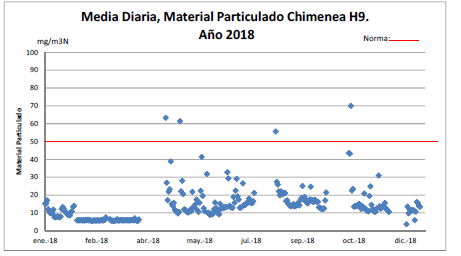 Media Diaria, Material Particulado Chimenea H9.
Año 2018
mg/m3N
Norma:
100
90
80
70
60
50
40
30
20
10
0
Material Particulado
ene.-18 feb.-18 abr.-18 may.-18 jul.-18 sep.-18 oct.-18 dic.-18